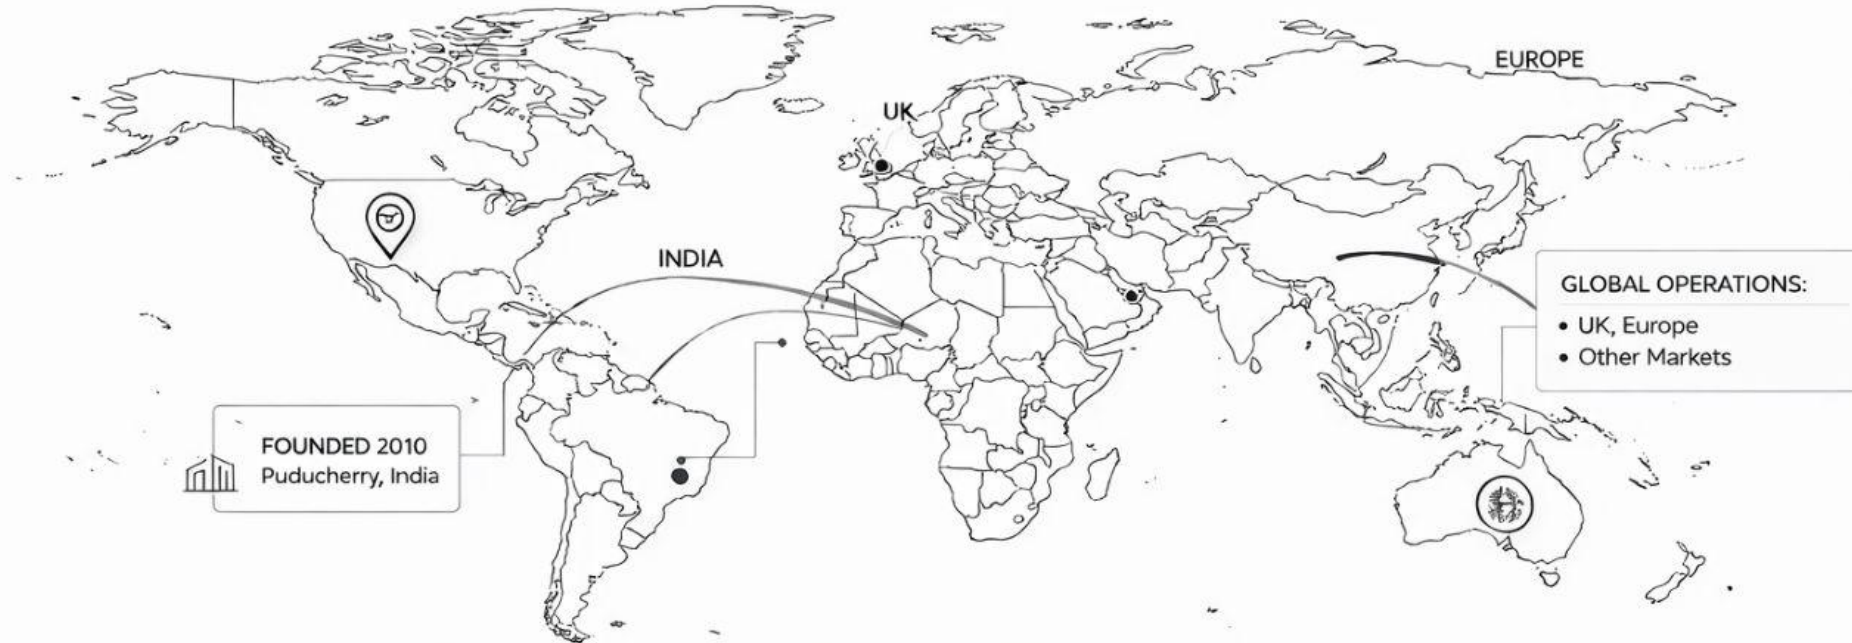 EUROPE
UK
INDIA
GLOBAL OPERATIONS:
• UK, Europe
• Other Markets
FOUNDED 2010
Puducherry, India